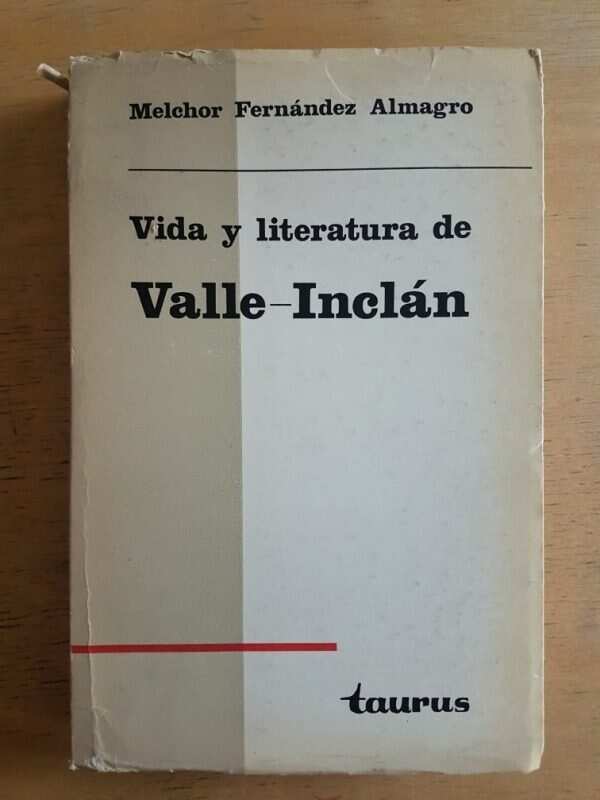 Melchor Fernández Almagro
Vida y literatura de
Valle-Inclán
taurus